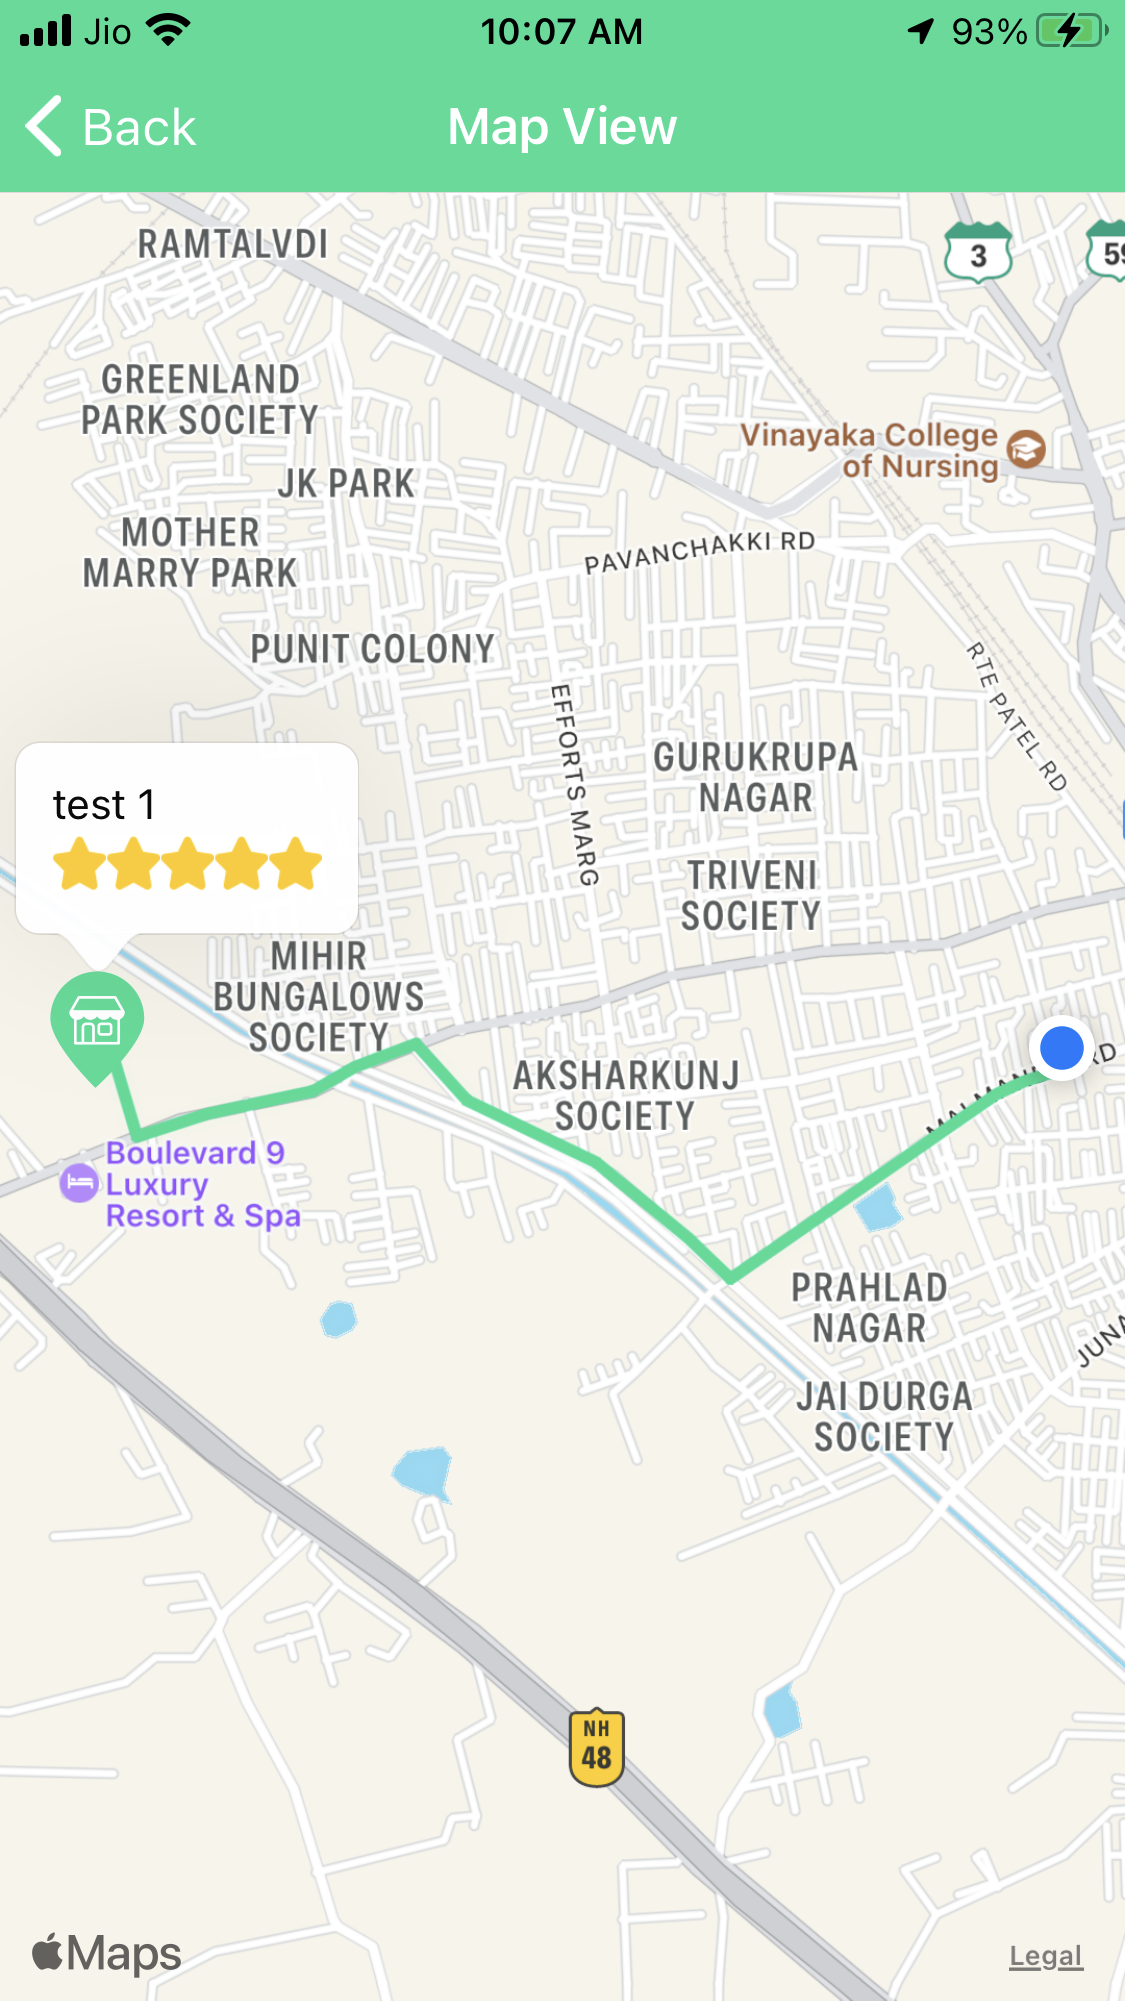 Jio
10:07 AM
93%
Back
Map View
RAMTALVDI
3
GREENLAND
PARK SOCIETY
Vinayaka College
of Nursing
JK PARK
MOTHER
MARRY PARK
PAVANCHAKKI RD
PUNIT COLONY
RTE PATEL RD
EFFORTS MARG
GURUKRUPA
NAGAR
test 1
TRIVENI
SOCIETY
MIHIR
BUNGALOWS
SOCIETY
AKSHARKUNJ
SOCIETY
RD
Boulevard 9
Luxury
Resort & Spa
PRAHLAD
NAGAR
JUNA
JAI DURGA
SOCIETY
NH
48
Maps
Legal